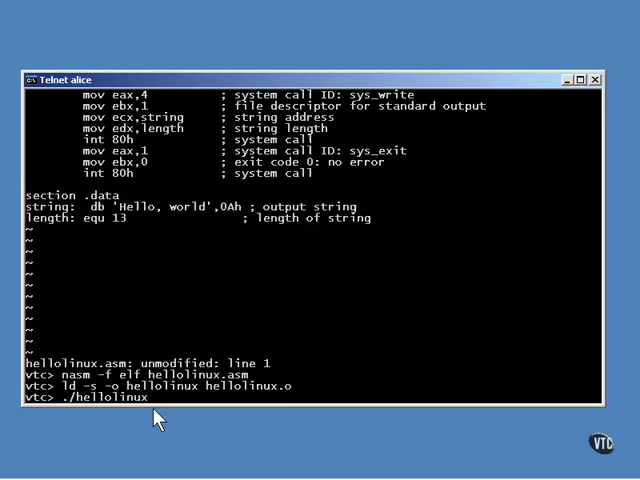 Telnet alice
mov eax,4 ; system call ID: sys_write
mov ebx,1 ; file descriptor for standard output
mov ecx,string ; string address
mov edx,length ; string length
int 80h ; system call
mov eax,1 ; system call ID: sys_exit
mov ebx,0 ; exit code 0: no error
int 80h ; system call
section .data
string: db 'Hello, world',0Ah ; output string
length: equ 13 ; length of string
~
~
~
~
~
~
~
~
~
~
~
~
hellolinux.asm: unmodified: line 1
vtc> nasm -f elf hellolinux.asm
vtc> ld -s -o hellolinux hellolinux.o
vtc> ./hellolinux
VTC